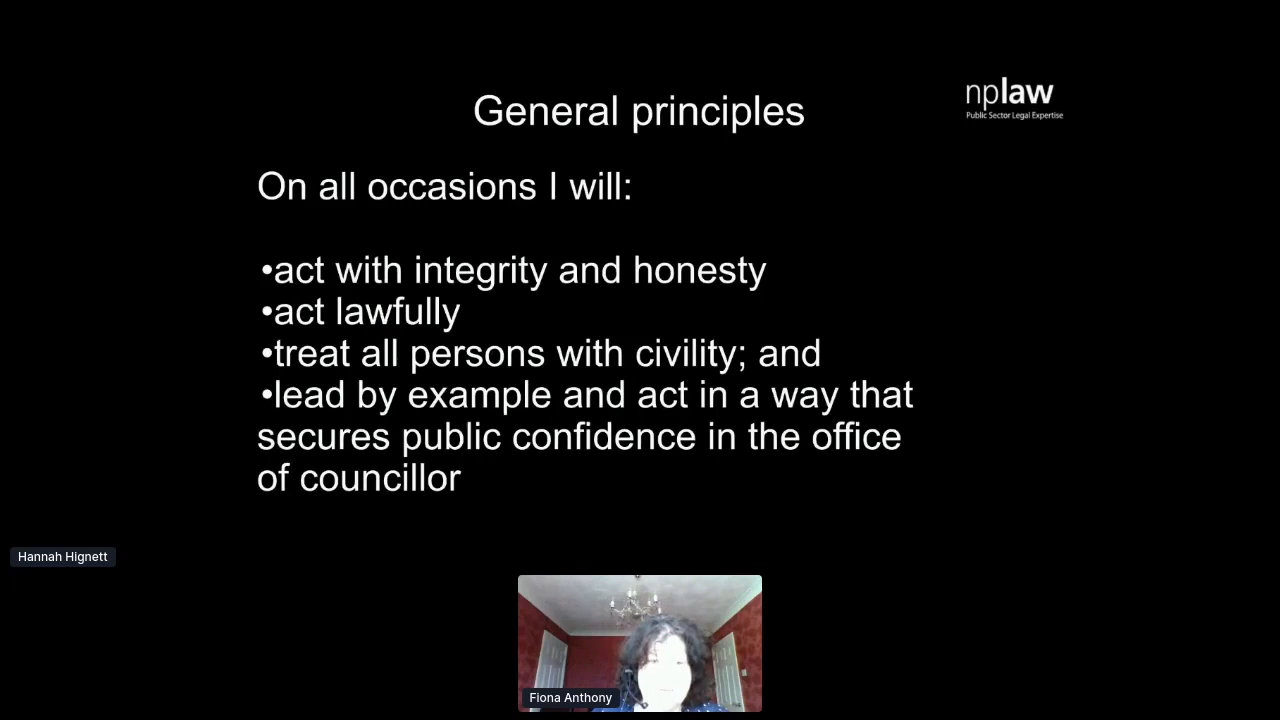 nplaw
Public Sector Legal Expertise
General principles
On all occasions I will:
•act with integrity and honesty
•act lawfully
•treat all persons with civility; and
•lead by example and act in a way that
secures public confidence in the office
of councillor
Hannah Hignett
Fiona Anthony